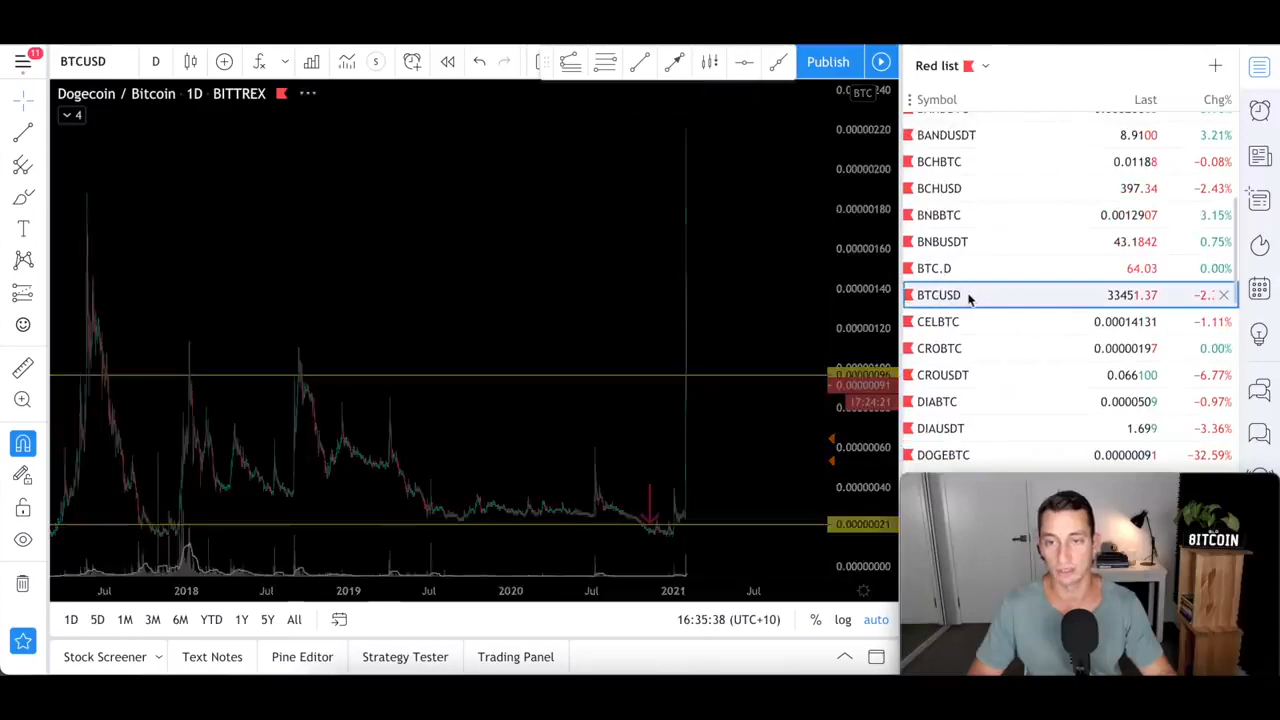 11
BTCUSD
D
S
Publish
Dogecoin / Bitcoin · 1D · BITTREX
4
BTC
0.00000220
0.00000200
0.00000180
0.00000160
0.00000140
0.00000120
0.00000096
0.00000091
17:24:21
0.00000060
0.00000040
0.00000021
0.00000000
Jul
2018
Jul
2019
Jul
2020
Jul
2021
Jul
1D 5D 1M 3M 6M YTD 1Y 5Y All
16:35:38 (UTC+10)
%
log
auto
Stock Screener
Text Notes
Pine Editor
Strategy Tester
Trading Panel
Red list
Symbol Last Chg%
BANDUSDT 8.9100 3.21%
BCHBTC 0.01188 −0.08%
BCHUSD 397.34 −2.43%
BNBBTC 0.0012907 3.15%
BNBUSDT 43.1842 0.75%
BTC.D 64.03 0.00%
BTCUSD 33451.37
CELBTC 0.00014131 −1.11%
CROBTC 0.00000197 0.00%
CROUSDT 0.066100 −6.77%
DIABTC 0.0000509 −0.97%
DIAUSDT 1.699 −3.36%
DOGEBTC 0.00000091 −32.59%
BITCOIN